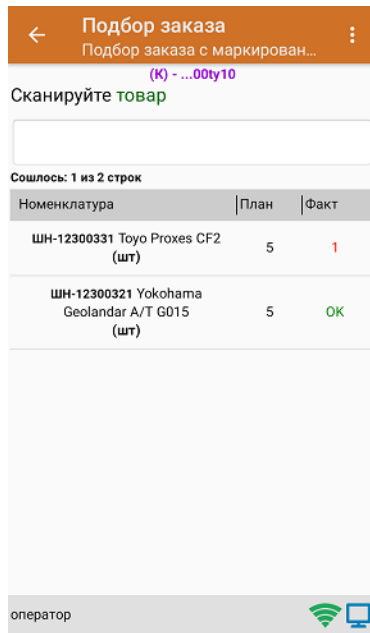 Подбор заказа
Подбор заказа с маркирован...
(К) - ...00ty10
Сканируйте товар
Сошлось: 1 из 2 строк
Номенклатура План Факт
ШН-12300331 Toyo Proxes CF2
(шт)
5
1
ШН-12300321 Yokohama
Geolandar A/T G015
(шт)
5
OK
оператор